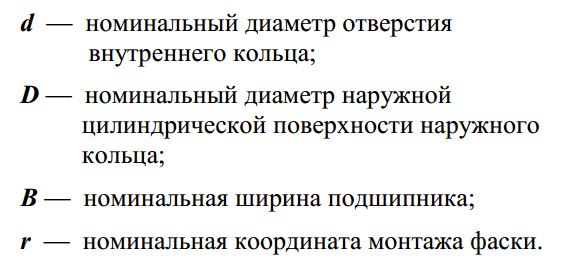 d — номинальный диаметр отверстия
внутреннего кольца;
D — номинальный диаметр наружной
цилиндрической поверхности наружного
кольца;
B — номинальная ширина подшипника;
r — номинальная координата монтажа фаски.